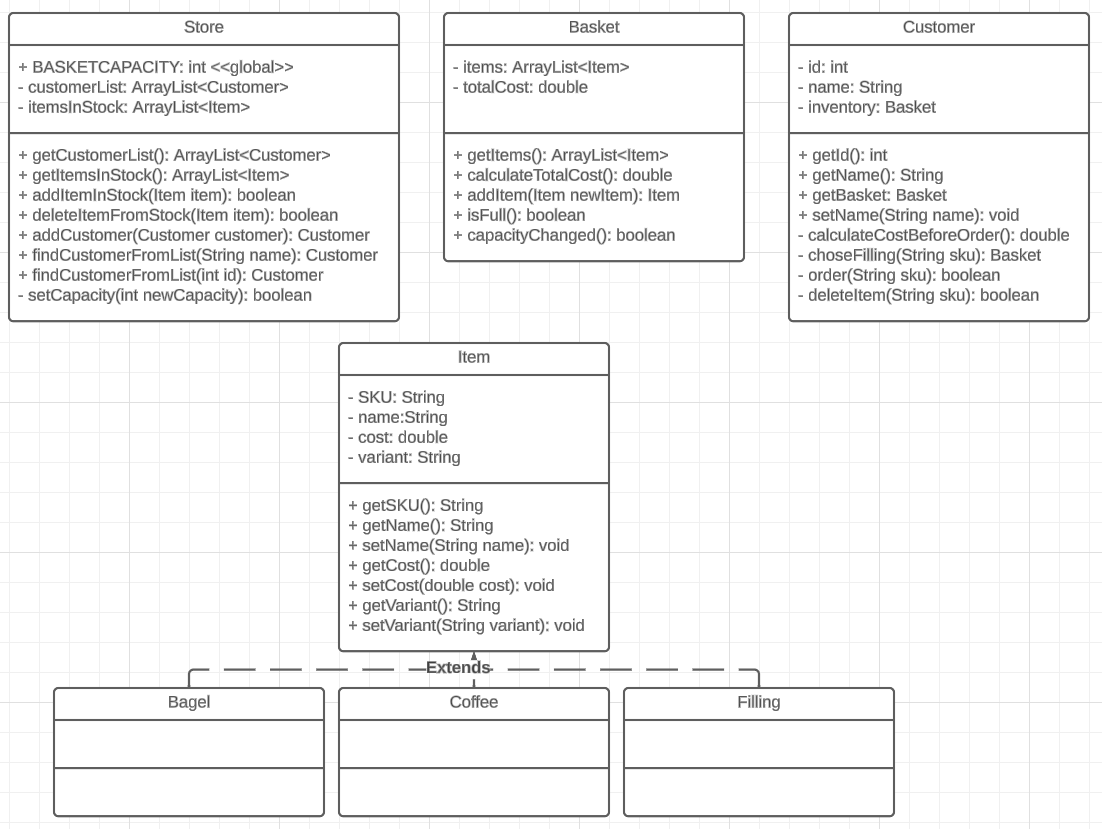 Store
+ BASKETCAPACITY: int <<global>>
- customerList: ArrayList<Customer>
- itemsInStock: ArrayList<Item>
+ getCustomerList(): ArrayList<Customer>
+ getItemsInStock(): ArrayList<Item>
+ addItemInStock(Item item): boolean
+ deleteItemFromStock(Item item): boolean
+ addCustomer(Customer customer): Customer
+ findCustomerFromList(String name): Customer
+ findCustomerFromList(int id): Customer
- setCapacity(int newCapacity): boolean
Basket
- items: ArrayList<Item>
- totalCost: double
+ getItems(): ArrayList<Item>
+ calculateTotalCost(): double
+ addItem(Item newItem): Item
+ isFull(): boolean
+ capacityChanged(): boolean
Customer
- id: int
- name: String
- inventory: Basket
+ getId(): int
+ getName(): String
+ getBasket: Basket
+ setName(String name): void
- calculateCostBeforeOrder(): double
- choseFilling(String sku): Basket
- order(String sku): boolean
- deleteItem(String sku): boolean
Item
- SKU: String
- name:String
- cost: double
- variant: String
+ getSKU(): String
+ getName(): String
+ setName(String name): void
+ getCost(): double
+ setCost(double cost): void
+ getVariant(): String
+ setVariant(String variant): void
Extends
Bagel
Coffee
Filling